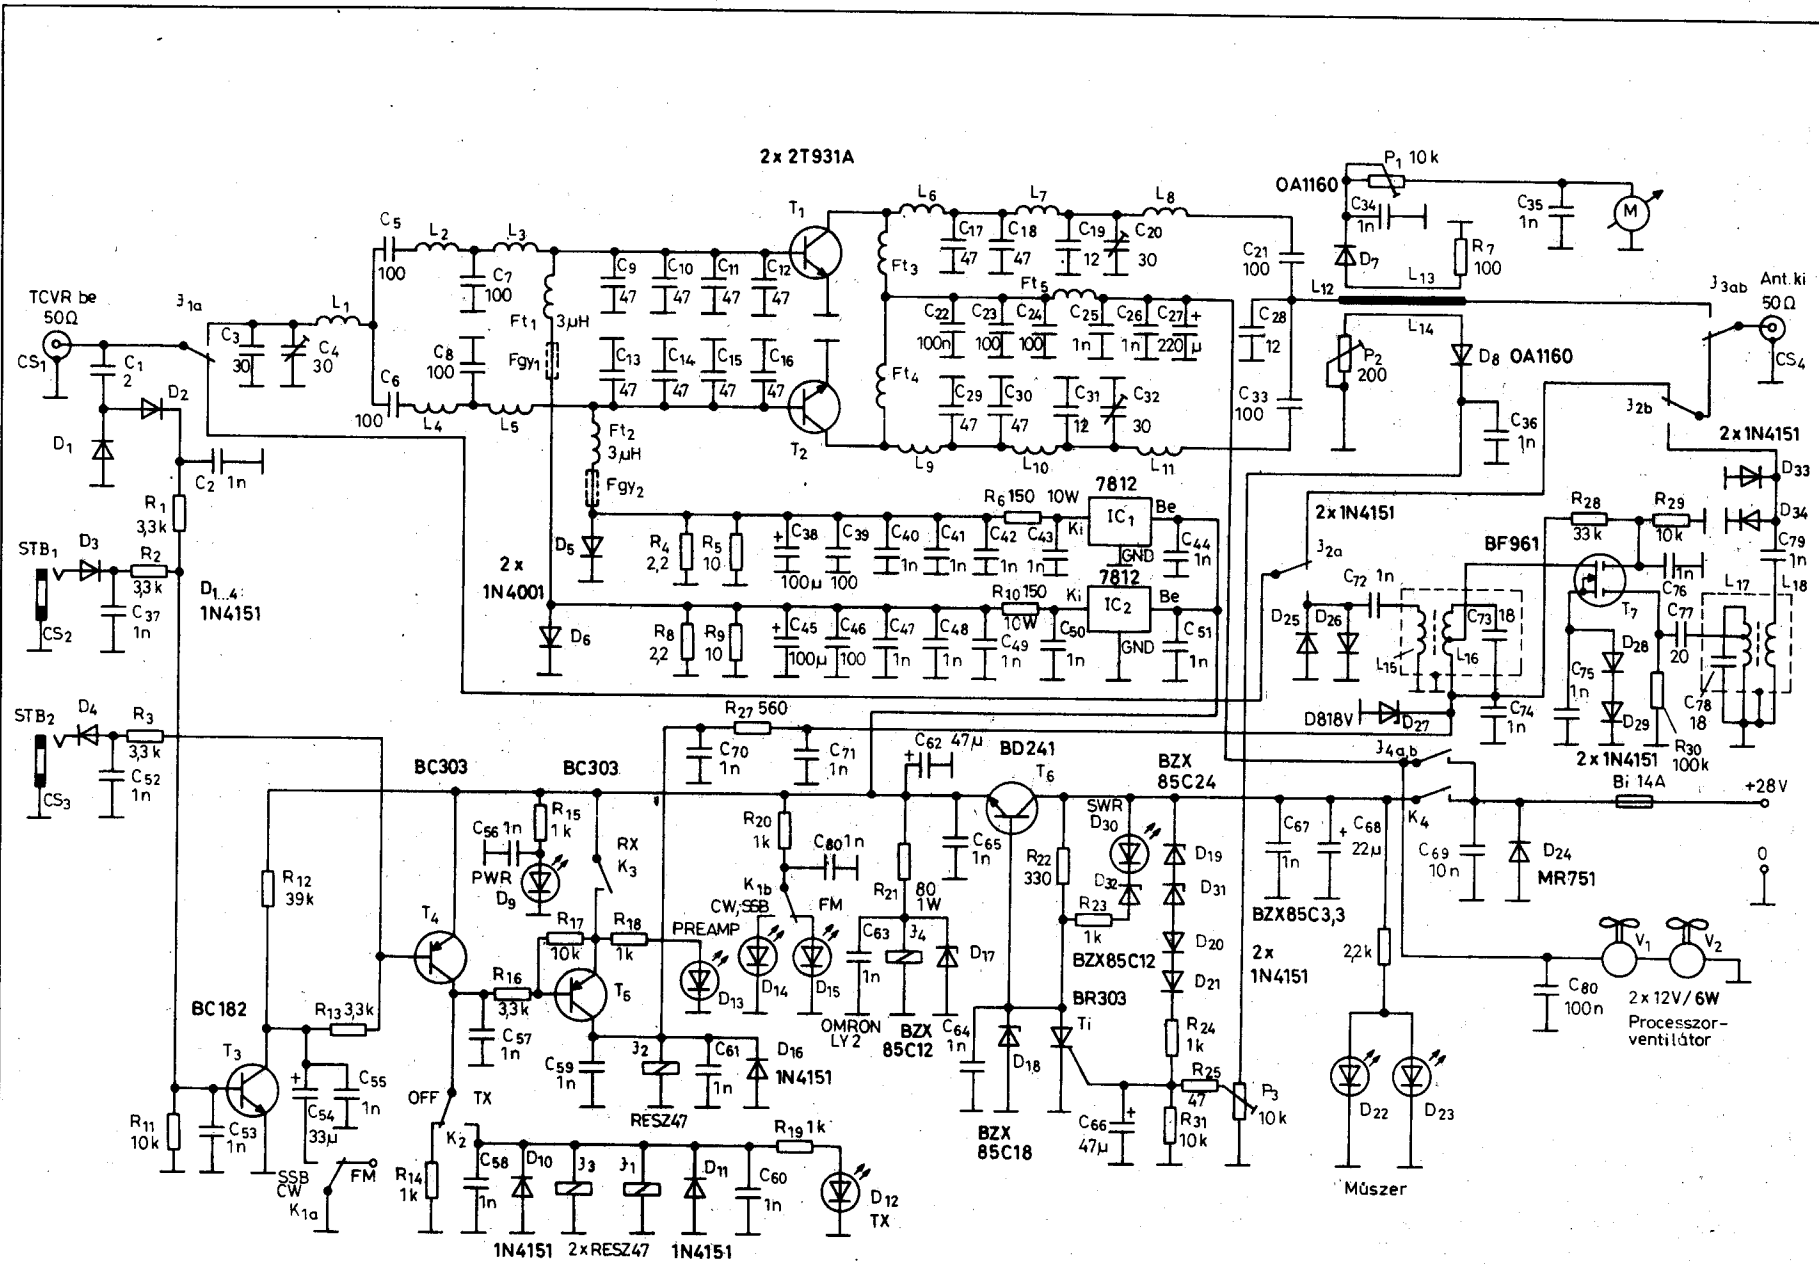 2 x 2T931A
TCVR be
50Ω
CS1
C1
2
D2
D1
C2
1n
R1
3,3k
J1a
C3
30
C4
30
L1
C5
100
C6
100
L2
L3
C7
100
C8
100
L4
L5
Ft1
3µH
Fgy1
Ft2
3µH
Fgy2
C9
47
C10
47
C11
47
C12
47
C13
47
C14
47
C15
47
C16
47
T1
T2
L6
L7
L8
Ft3
Ft4
C17
47
C18
47
C19
12
C20
30
Ft5
C22
100n
C23
100
C24
100
C25
1n
C26
1n
C27
+
220µ
C29
47
C30
47
C31
12
C32
30
L9
L10
L11
C21
100
C28
12
C33
100
OA1160
P1 10k
C34
1n
D7
R7
100
C35
1n
M
L12
L13
L14
P2
200
D8 OA1160
C36
1n
J3ab
Ant.ki
50Ω
CS4
J2b
2 x 1N4151
D33
D34
C79
1n
STB1
D3
R2
3,3k
C37
1n
CS2
D1...4:
1N4151
2 x
1N4001
D5
D6
R4
2,2
R5
10
+
C38
100µ
C39
100
C40
1n
C41
1n
C42
1n
C43
1n
R6 150 10W
7812
Ki
IC1
Be
GND
C44
1n
R8
2,2
R9
10
+
C45
100µ
C46
100
C47
1n
C48
1n
C49
1n
R10 150
10W
C50
1n
7812
Ki
IC2
Be
GND
C51
1n
2 x 1N4151
J2a
D25
D26
C72 1n
L15
L16
C73 18
D818V
D27
C74
1n
BF961
R28
33k
R29
10k
1n
C76
T7
C77
20
D28
C75
1n
D29
2 x 1N4151
R30
100k
L17
L18
C78
18
STB2
D4
R3
3,3k
C52
1n
CS3
R27 560
C70
1n
C71
1n
C62 47µ
+
BD241
T6
BZX
85C24
J4a,b
K4
Bi 14A
+28V
0
BC303
T4
BC303
T5
R15
1k
C56 1n
PWR
D9
RX
K3
R12
39k
R13 3,3k
R16
3,3k
R17
10k
R18
1k
PREAMP
D13
R20
1k
C80 1n
K1b
CW,SSB
FM
D14
D15
R21
80
1W
C63
1n
J4
D17
OMRON
LY2
BZX
85C12
C65
1n
R22
330
SWR
D30
D32
R23
1k
BZX85C12
D19
D31
D20
D21
2 x
1N4151
BZX85C3,3
C67
1n
+
C68
22µ
C69
10n
D24
MR751
V1
V2
2,2k
C80
100n
2 x 12V/6W
Processzor-
ventilátor
D22
D23
Műszer
BC182
T3
R11
10k
C53
1n
+
C54
33µ
C55
1n
SSB
CW
FM
K1a
C57
1n
OFF
TX
K2
R14
1k
C58
1n
D10
J3
J1
D11
C60
1n
R19 1k
D12
TX
1N4151
2 x RESZ47
1N4151
C59
1n
J2
RESZ47
C61
1n
D16
1N4151
C64
1n
D18
BZX
85C18
BR303
Ti
R24
1k
R25
47
+
C66
47µ
R31
10k
P3
10k